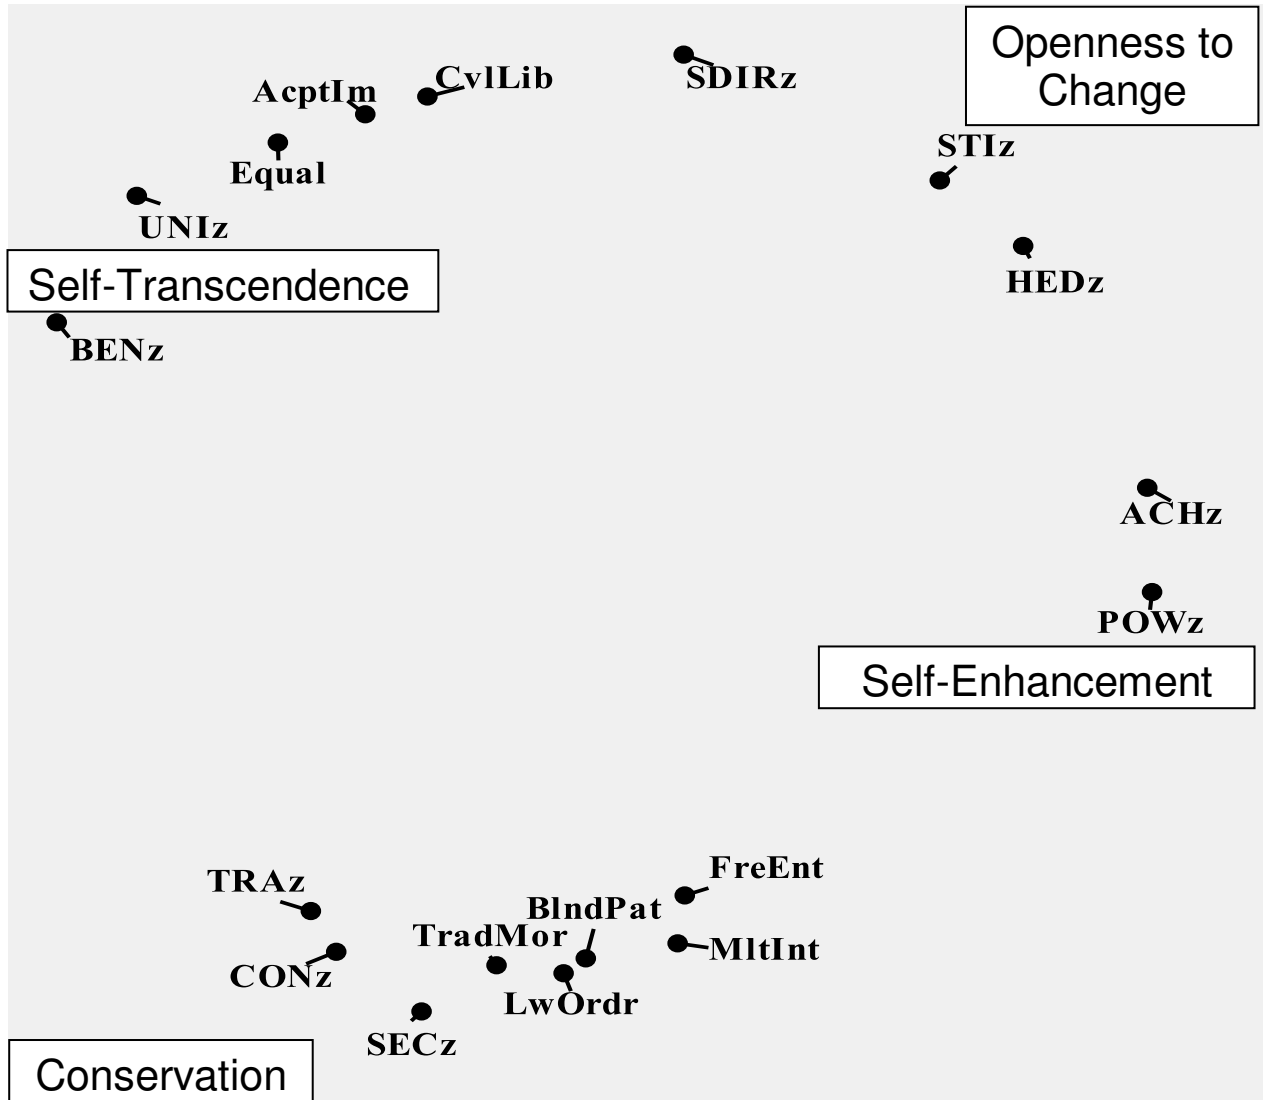 Openness to
Change
SDIRz
CvlLib
AcptIm
STIz
Equal
UNIz
HEDz
Self-Transcendence
BENz
ACHz
POWz
Self-Enhancement
FreEnt
TRAz
BlndPat
TradMor
MltInt
CONz
LwOrdr
SECz
Conservation